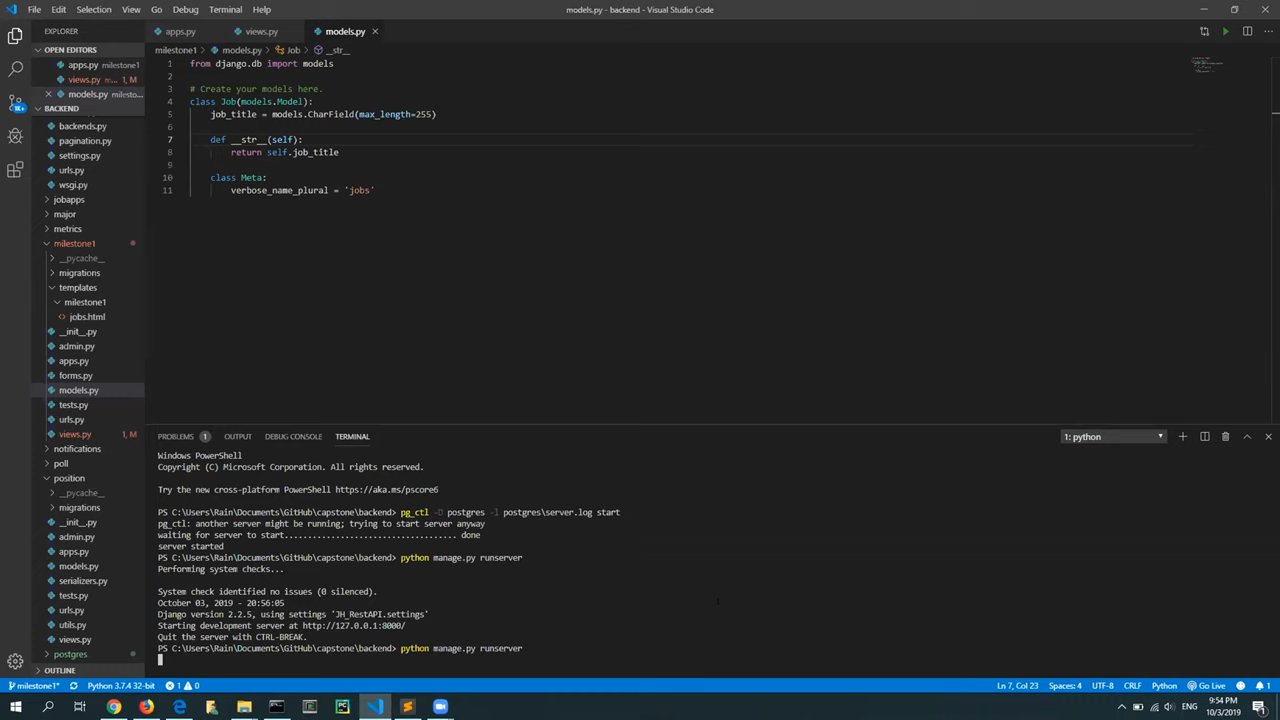 File Edit Selection View Go Debug Terminal Help
models.py - backend - Visual Studio Code
EXPLORER
OPEN EDITORS
apps.py milestone1
views.py m... 1, M
models.py milesto...
BACKEND
backends.py
pagination.py
settings.py
urls.py
wsgi.py
jobapps
major
metrics
milestone1
__pycache__
migrations
templates
milestone1
jobs.html
__init__.py
admin.py
apps.py
forms.py
models.py
tests.py
urls.py
views.py 1, M
notifications
poll
position
__pycache__
migrations
__init__.py
admin.py
apps.py
models.py
serializers.py
tests.py
urls.py
utils.py
views.py
postgres
OUTLINE
apps.py views.py models.py
milestone1 > models.py > Job > __str__
1 from django.db import models
2
3 # Create your models here.
4 class Job(models.Model):
5 job_title = models.CharField(max_length=255)
6
7 def __str__(self):
8 return self.job_title
9
10 class Meta:
11 verbose_name_plural = 'jobs'
PROBLEMS 1 OUTPUT DEBUG CONSOLE TERMINAL
1: python
Windows PowerShell
Copyright (C) Microsoft Corporation. All rights reserved.
Try the new cross-platform PowerShell https://aka.ms/pscore6
PS C:\Users\Rain\Documents\GitHub\capstone\backend> pg_ctl -D postgres -l postgres\server.log start
pg_ctl: another server might be running; trying to start server anyway
waiting for server to start................................... done
server started
PS C:\Users\Rain\Documents\GitHub\capstone\backend> python manage.py runserver
Performing system checks...
System check identified no issues (0 silenced).
October 03, 2019 - 20:56:05
Django version 2.2.5, using settings 'JH_RestAPI.settings'
Starting development server at http://127.0.0.1:8000/
Quit the server with CTRL-BREAK.
PS C:\Users\Rain\Documents\GitHub\capstone\backend> python manage.py runserver
milestone1* Python 3.7.4 32-bit 1 0
Ln 7, Col 23 Spaces: 4 UTF-8 CRLF Python Go Live 1
ENG
9:54 PM
10/3/2019